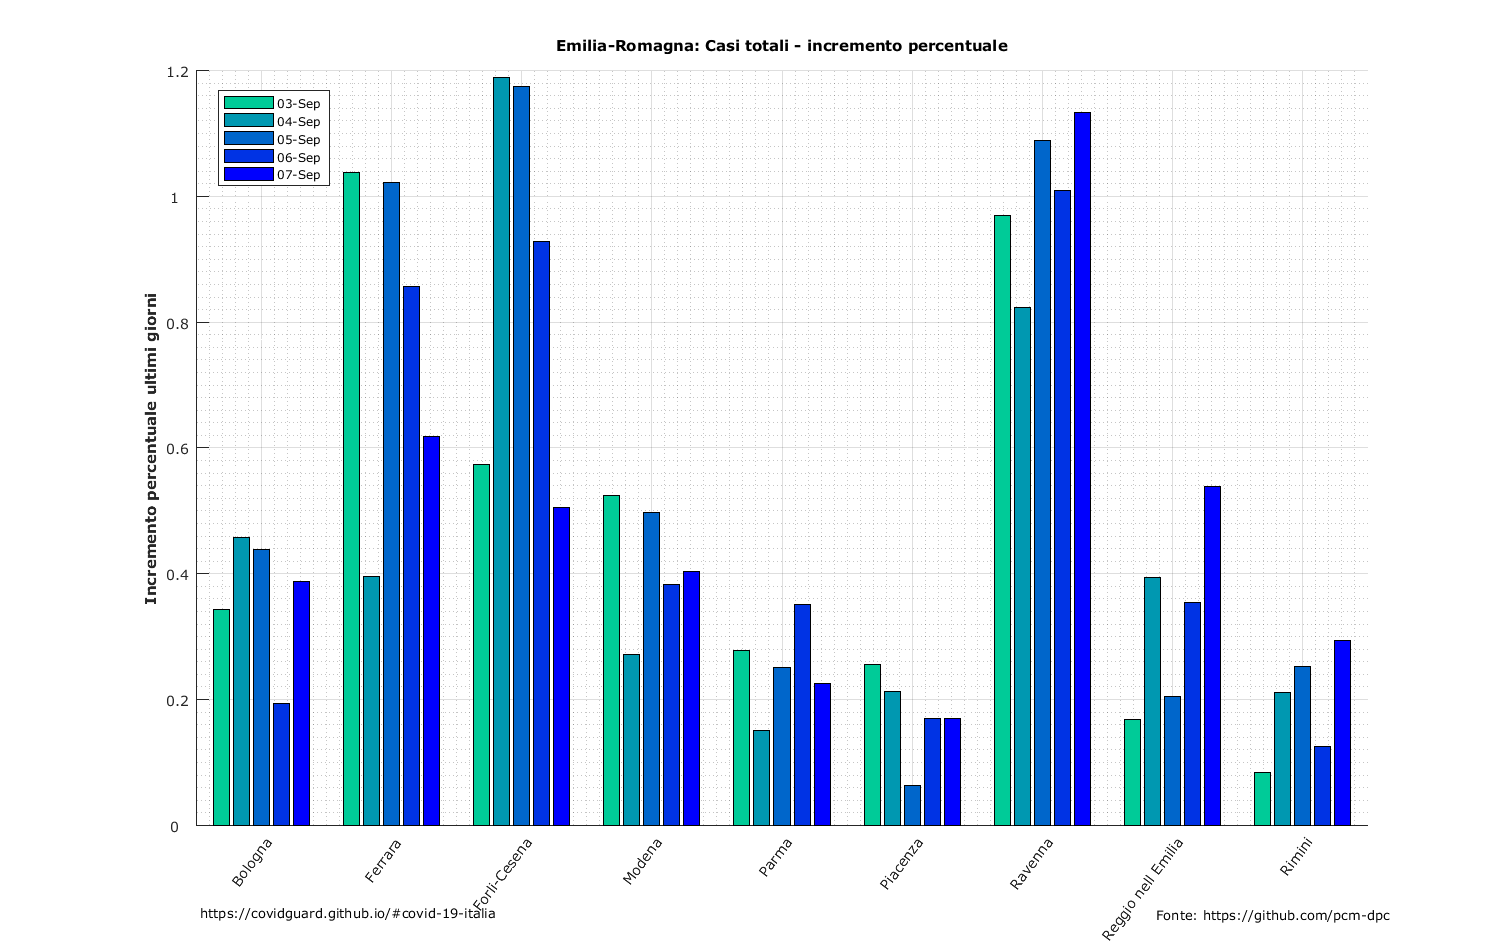 Emilia-Romagna: Casi totali - incremento percentuale
1.2
1
0.8
0.6
0.4
0.2
0
Incremento percentuale ultimi giorni
03-Sep
04-Sep
05-Sep
06-Sep
07-Sep
Bologna
Ferrara
Forlì-Cesena
Modena
Parma
Piacenza
Ravenna
Reggio nell Emilia
Rimini
https://covidguard.github.io/#covid-19-italia
Fonte: https://github.com/pcm-dpc